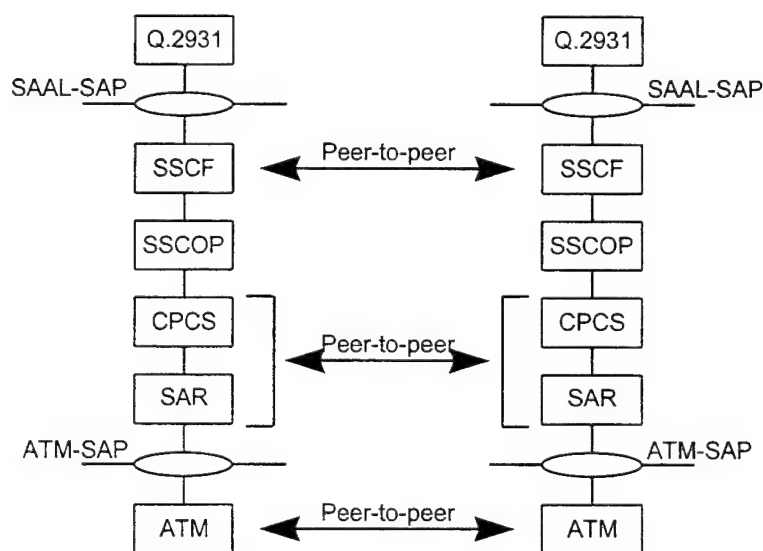 Q.2931 Q.2931
SAAL-SAP SAAL-SAP
SSCF Peer-to-peer SSCF
SSCOP SSCOP
CPCS CPCS
Peer-to-peer
SAR SAR
ATM-SAP ATM-SAP
ATM Peer-to-peer ATM